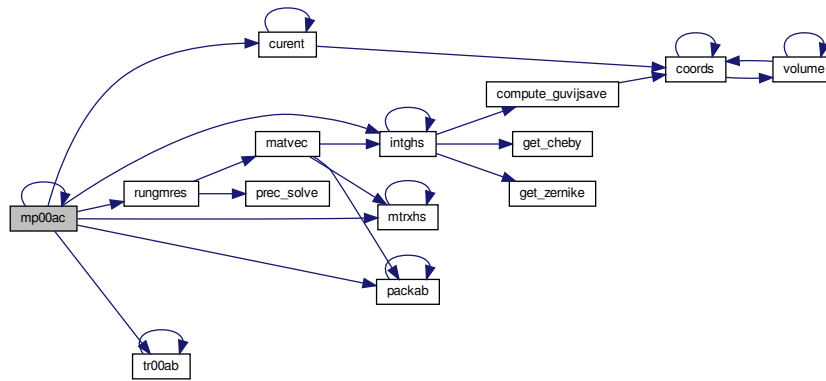 curent
coords
volume
compute_guvijsave
matvec
intghs
get_cheby
rungmres
prec_solve
get_zernike
mp00ac
mtrxhs
packab
tr00ab